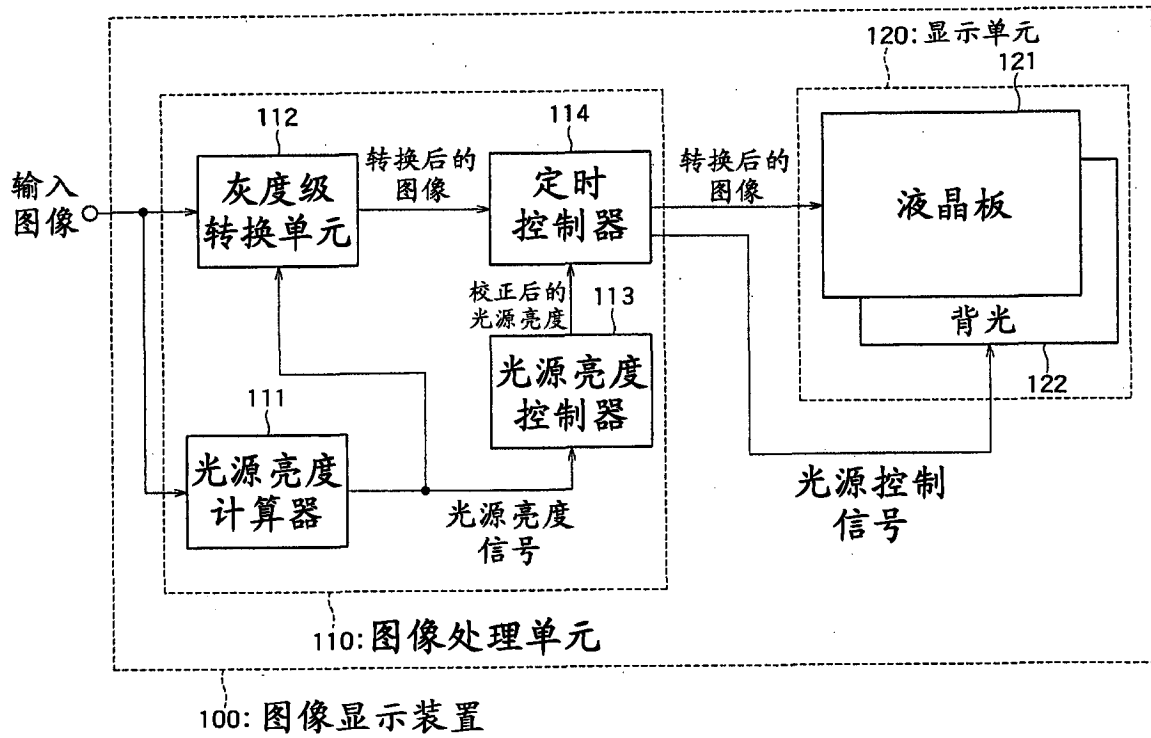 120:显示单元
121
112
114
转换后的
图像
转换后的
图像
输入
图像
灰度级
转换单元
定时
控制器
液晶板
校正后的
光源亮度
113
背光
122
111
光源亮度
控制器
光源亮度
计算器
光源亮度
信号
光源控制
信号
110:图像处理单元
100:图像显示装置